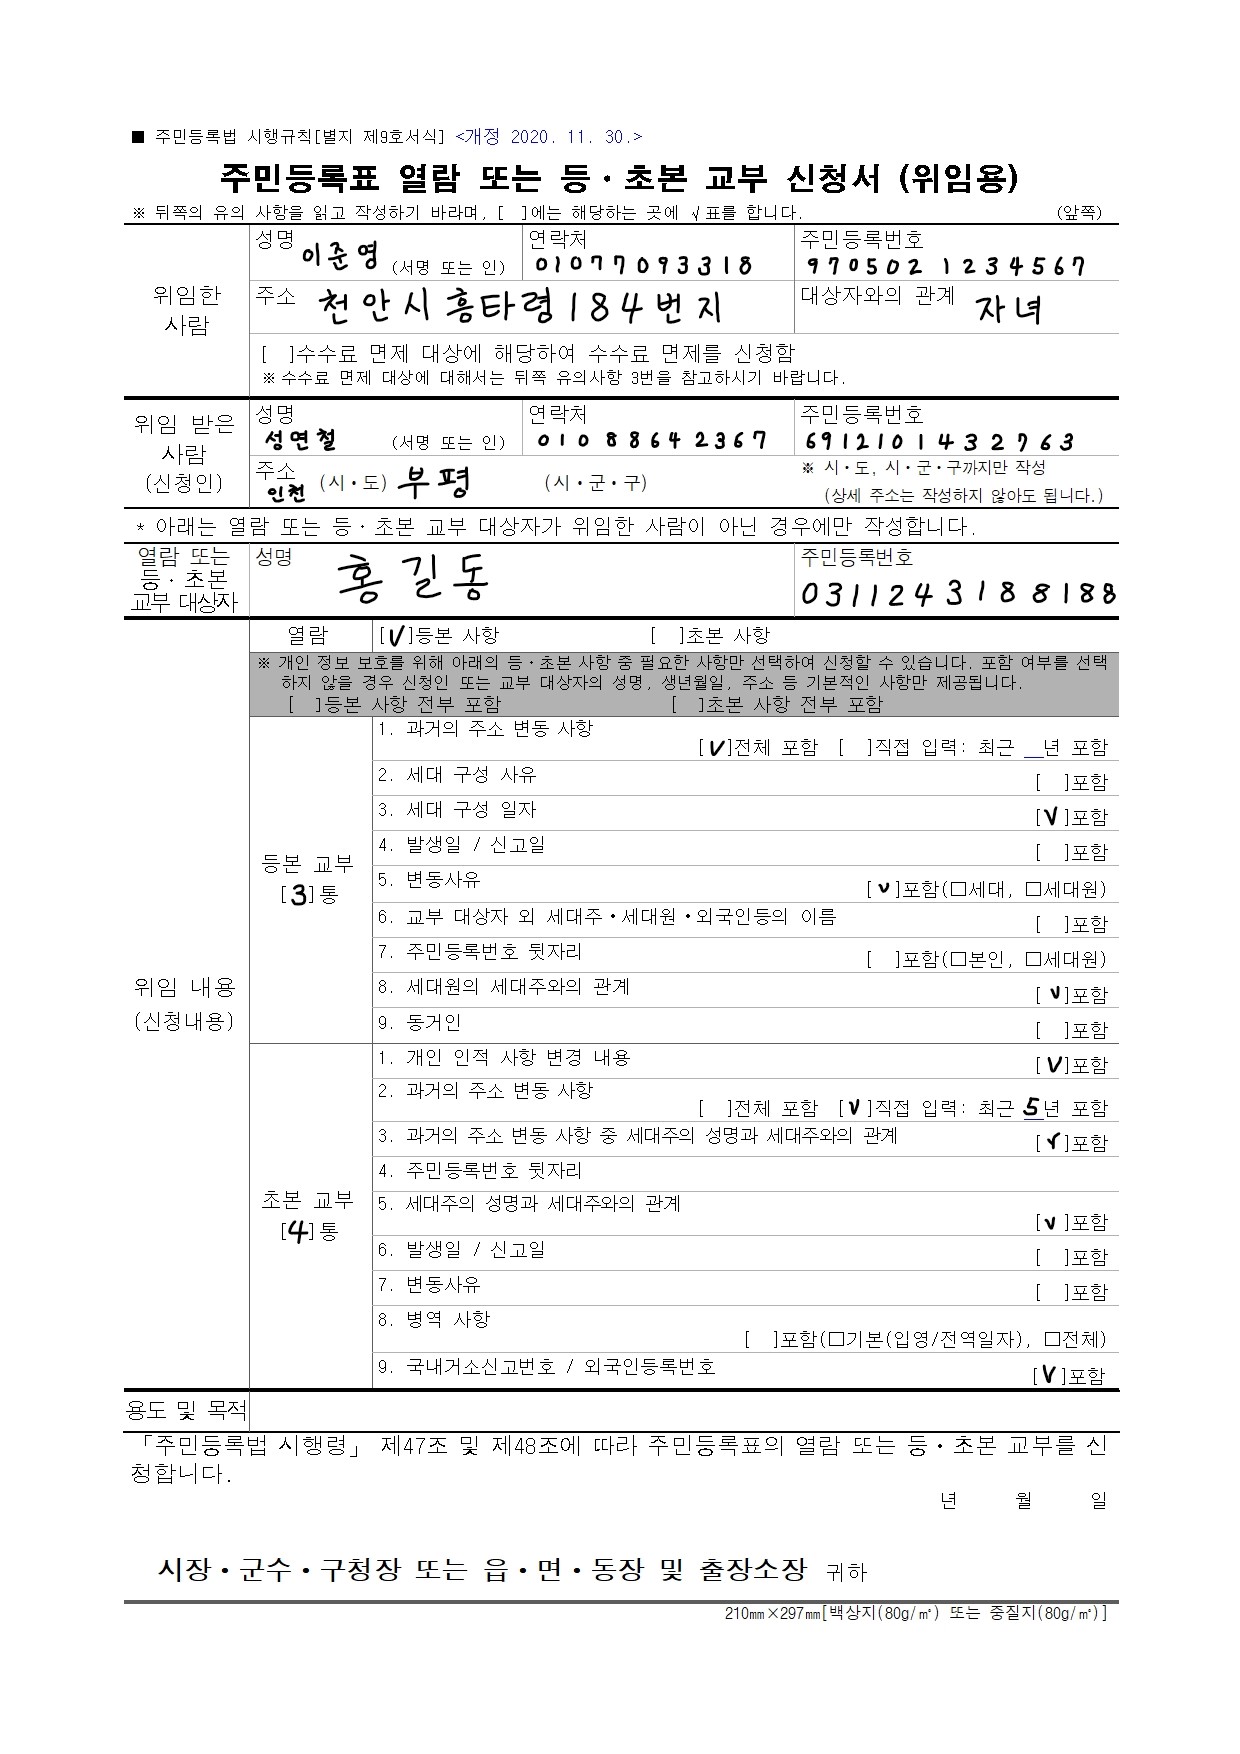 ■ 주민등록법 시행규칙[별지 제9호서식] <개정 2020. 11. 30.>
주민등록표 열람 또는 등·초본 교부 신청서 (위임용)
※ 뒤쪽의 유의 사항을 읽고 작성하기 바라며, [ ]에는 해당하는 곳에 √표를 합니다. (앞쪽)
위임한 사람
성명 이준영 (서명 또는 인)
연락처 01077093318
주민등록번호 970502 1234567
주소 천안시 흥타령 184번지
대상자와의 관계 자녀
[ ]수수료 면제 대상에 해당하여 수수료 면제를 신청함
※ 수수료 면제 대상에 대해서는 뒤쪽 유의사항 3번을 참고하시기 바랍니다.
위임 받은 사람 (신청인)
성명 성연철 (서명 또는 인)
연락처 010 8864 2367
주민등록번호 6912101432763
주소 인천 (시·도) 부평 (시·군·구)
※ 시·도, 시·군·구까지만 작성
(상세 주소는 작성하지 않아도 됩니다.)
* 아래는 열람 또는 등·초본 교부 대상자가 위임한 사람이 아닌 경우에만 작성합니다.
열람 또는 등·초본 교부 대상자
성명 홍길동
주민등록번호 0311243188188
위임 내용 (신청내용)
열람 [V]등본 사항 [ ]초본 사항
※ 개인 정보 보호를 위해 아래의 등·초본 사항 중 필요한 사항만 선택하여 신청할 수 있습니다. 포함 여부를 선택
하지 않을 경우 신청인 또는 교부 대상자의 성명, 생년월일, 주소 등 기본적인 사항만 제공됩니다.
[ ]등본 사항 전부 포함 [ ]초본 사항 전부 포함
등본 교부 [3]통
1. 과거의 주소 변동 사항
[V]전체 포함 [ ]직접 입력: 최근 __년 포함
2. 세대 구성 사유 [ ]포함
3. 세대 구성 일자 [V]포함
4. 발생일 / 신고일 [ ]포함
5. 변동사유 [V]포함(□세대, □세대원)
6. 교부 대상자 외 세대주·세대원·외국인등의 이름 [ ]포함
7. 주민등록번호 뒷자리 [ ]포함(□본인, □세대원)
8. 세대원의 세대주와의 관계 [V]포함
9. 동거인 [ ]포함
초본 교부 [4]통
1. 개인 인적 사항 변경 내용 [V]포함
2. 과거의 주소 변동 사항
[ ]전체 포함 [V]직접 입력: 최근 5년 포함
3. 과거의 주소 변동 사항 중 세대주의 성명과 세대주와의 관계 [V]포함
4. 주민등록번호 뒷자리
5. 세대주의 성명과 세대주와의 관계 [V]포함
6. 발생일 / 신고일 [ ]포함
7. 변동사유 [ ]포함
8. 병역 사항
[ ]포함(□기본(입영/전역일자), □전체)
9. 국내거소신고번호 / 외국인등록번호 [V]포함
용도 및 목적
「주민등록법 시행령」 제47조 및 제48조에 따라 주민등록표의 열람 또는 등·초본 교부를 신
청합니다.
년 월 일
시장·군수·구청장 또는 읍·면·동장 및 출장소장 귀하
210㎜×297㎜[백상지(80g/㎡) 또는 중질지(80g/㎡)]